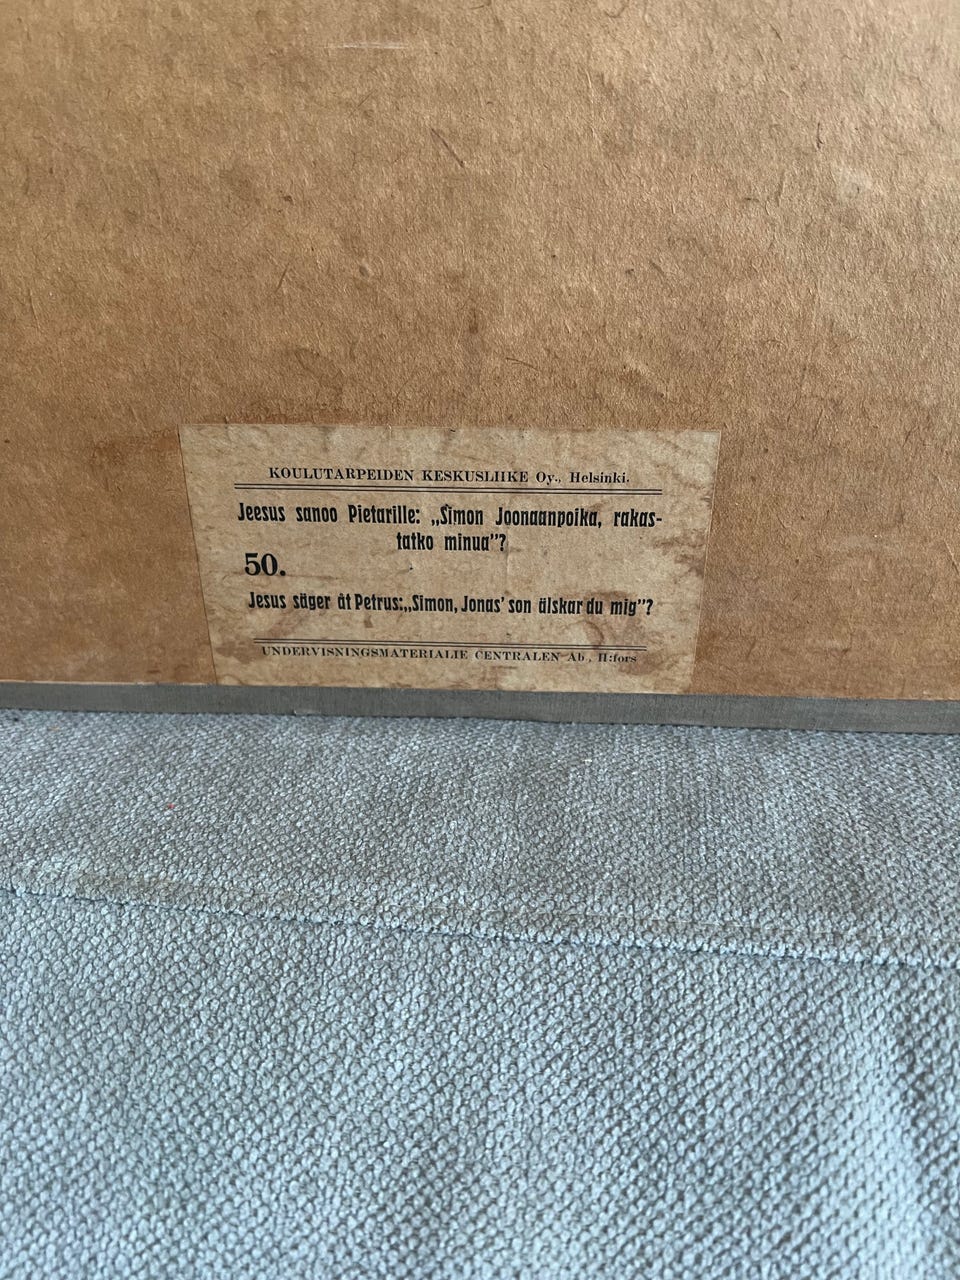 KOULUTARPEIDEN KESKUSLIIKE Oy., Helsinki.
Jeesus sanoo Pietarille: „Simon Joonaanpoika, rakas-
tatko minua”?
50.
Jesus säger åt Petrus:„Simon, Jonas' son älskar du mig”?
UNDERVISNINGSMATERIALIE CENTRALEN Ab, H:fors